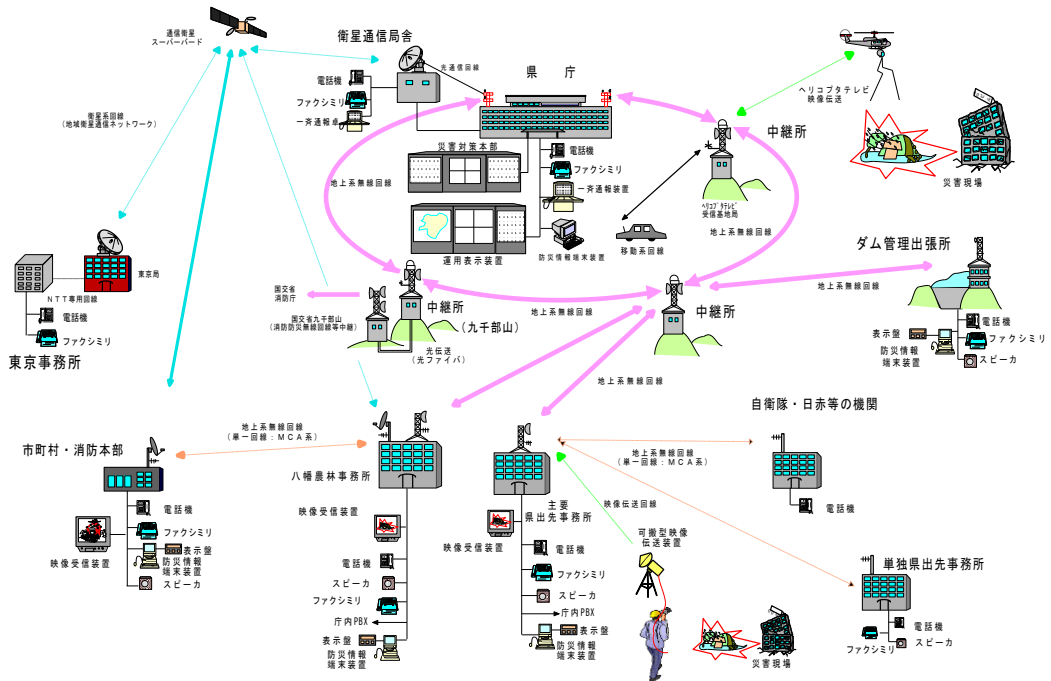 通信衛星
スーパーバード
衛星通信局舎
電話機
ファクシミリ
一斉通報卓
光通信回線
県庁
ヘリコプタテレビ
映像伝送
衛星系回線
（地域衛星通信ネットワーク）
災害対策本部
電話機
ファクシミリ
一斉通報装置
地上系無線回線
運用表示装置
防災情報端末装置
中継所
ヘリコプタテレビ
受信基地局
移動系回線
地上系無線回線
災害現場
東京局
NTT専用回線
電話機
ファクシミリ
東京事務所
国交省
消防庁
国交省九千部山
（消防防災無線回線等中継）
中継所
（九千部山）
光伝送
（光ファイバ）
地上系無線回線
中継所
地上系無線回線
ダム管理出張所
地上系無線回線
電話機
表示盤
ファクシミリ
防災情報
端末装置
スピーカ
市町村・消防本部
地上系無線回線
（単一回線：MCA系）
電話機
ファクシミリ
映像受信装置
表示盤
防災情報
端末装置
スピーカ
八幡農林事務所
映像受信装置
電話機
スピーカ
ファクシミリ
庁内PBX
表示盤
防災情報
端末装置
主要
県出先事務所
映像受信装置
電話機
ファクシミリ
スピーカ
庁内PBX
表示盤
防災情報
端末装置
自衛隊・日赤等の機関
地上系無線回線
（単一回線：MCA系）
電話機
映像伝送回線
可搬型映像
伝送装置
災害現場
単独県出先事務所
電話機
ファクシミリ
スピーカ